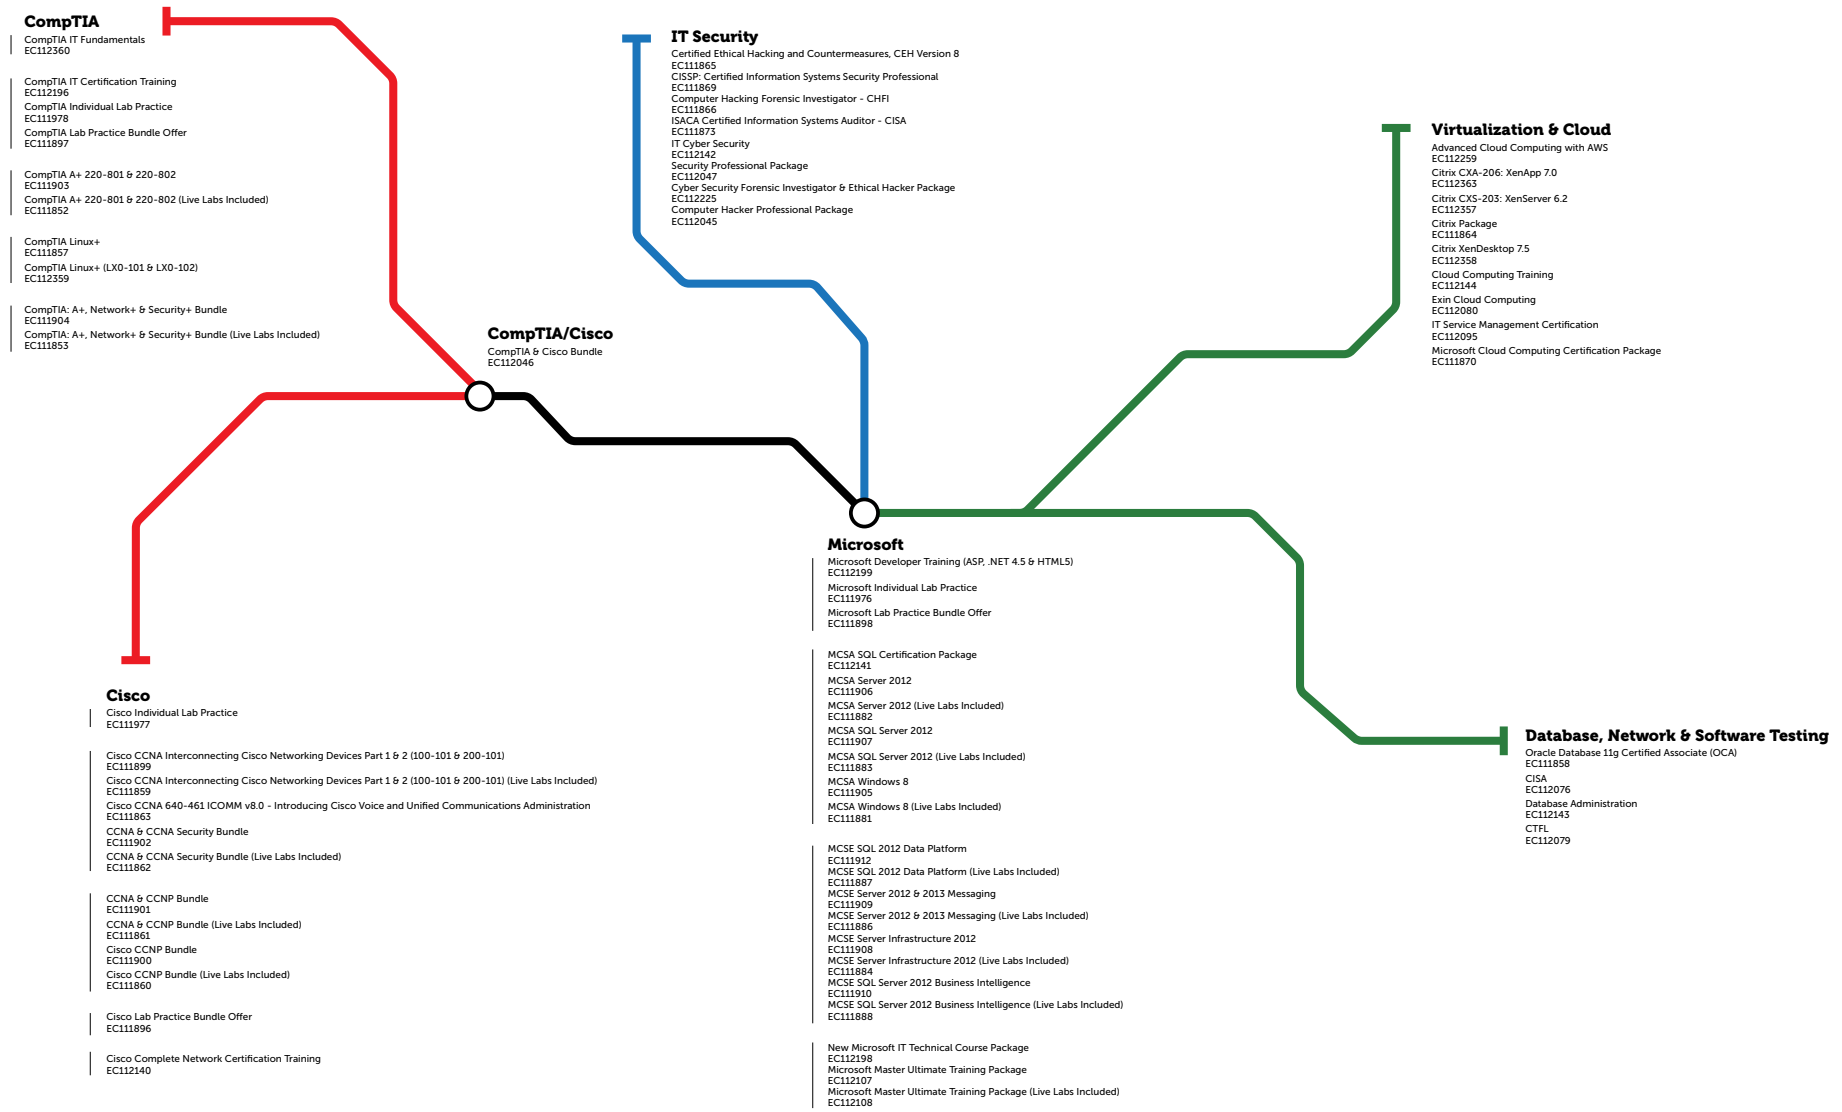 CompTIA
CompTIA IT Fundamentals
EC112360
CompTIA IT Certification Training
EC112196
CompTIA Individual Lab Practice
EC111978
CompTIA Lab Practice Bundle Offer
EC111897
CompTIA A+ 220-801 & 220-802
EC111903
CompTIA A+ 220-801 & 220-802 (Live Labs Included)
EC111852
CompTIA Linux+
EC111857
CompTIA Linux+ (LX0-101 & LX0-102)
EC112359
CompTIA: A+, Network+ & Security+ Bundle
EC111904
CompTIA: A+, Network+ & Security+ Bundle (Live Labs Included)
EC111853
CompTIA/Cisco
CompTIA & Cisco Bundle
EC112046
IT Security
Certified Ethical Hacking and Countermeasures, CEH Version 8
EC111865
CISSP: Certified Information Systems Security Professional
EC111869
Computer Hacking Forensic Investigator - CHFI
EC111866
ISACA Certified Information Systems Auditor - CISA
EC111873
IT Cyber Security
EC112142
Security Professional Package
EC112047
Cyber Security Forensic Investigator & Ethical Hacker Package
EC112225
Computer Hacker Professional Package
EC112045
Virtualization & Cloud
Advanced Cloud Computing with AWS
EC112259
Citrix CXA-206: XenApp 7.0
EC112363
Citrix CXS-203: XenServer 6.2
EC112357
Citrix Package
EC111864
Citrix XenDesktop 7.5
EC112358
Cloud Computing Training
EC112144
Exin Cloud Computing
EC112080
IT Service Management Certification
EC112095
Microsoft Cloud Computing Certification Package
EC111870
Cisco
Cisco Individual Lab Practice
EC111977
Cisco CCNA Interconnecting Cisco Networking Devices Part 1 & 2 (100-101 & 200-101)
EC111899
Cisco CCNA Interconnecting Cisco Networking Devices Part 1 & 2 (100-101 & 200-101) (Live Labs Included)
EC111859
Cisco CCNA 640-461 ICOMM v8.0 - Introducing Cisco Voice and Unified Communications Administration
EC111863
CCNA & CCNA Security Bundle
EC111902
CCNA & CCNA Security Bundle (Live Labs Included)
EC111862
CCNA & CCNP Bundle
EC111901
CCNA & CCNP Bundle (Live Labs Included)
EC111861
Cisco CCNP Bundle
EC111900
Cisco CCNP Bundle (Live Labs Included)
EC111860
Cisco Lab Practice Bundle Offer
EC111896
Cisco Complete Network Certification Training
EC112140
Microsoft
Microsoft Developer Training (ASP, .NET 4.5 & HTML5)
EC112199
Microsoft Individual Lab Practice
EC111976
Microsoft Lab Practice Bundle Offer
EC111898
MCSA SQL Certification Package
EC112141
MCSA Server 2012
EC111906
MCSA Server 2012 (Live Labs Included)
EC111882
MCSA SQL Server 2012
EC111907
MCSA SQL Server 2012 (Live Labs Included)
EC111883
MCSA Windows 8
EC111905
MCSA Windows 8 (Live Labs Included)
EC111881
MCSE SQL 2012 Data Platform
EC111912
MCSE SQL 2012 Data Platform (Live Labs Included)
EC111887
MCSE Server 2012 & 2013 Messaging
EC111909
MCSE Server 2012 & 2013 Messaging (Live Labs Included)
EC111886
MCSE Server Infrastructure 2012
EC111908
MCSE Server Infrastructure 2012 (Live Labs Included)
EC111884
MCSE SQL Server 2012 Business Intelligence
EC111910
MCSE SQL Server 2012 Business Intelligence (Live Labs Included)
EC111888
New Microsoft IT Technical Course Package
EC112198
Microsoft Master Ultimate Training Package
EC112107
Microsoft Master Ultimate Training Package (Live Labs Included)
EC112108
Database, Network & Software Testing
Oracle Database 11g Certified Associate (OCA)
EC111858
CISA
EC112076
Database Administration
EC112143
CTFL
EC112079